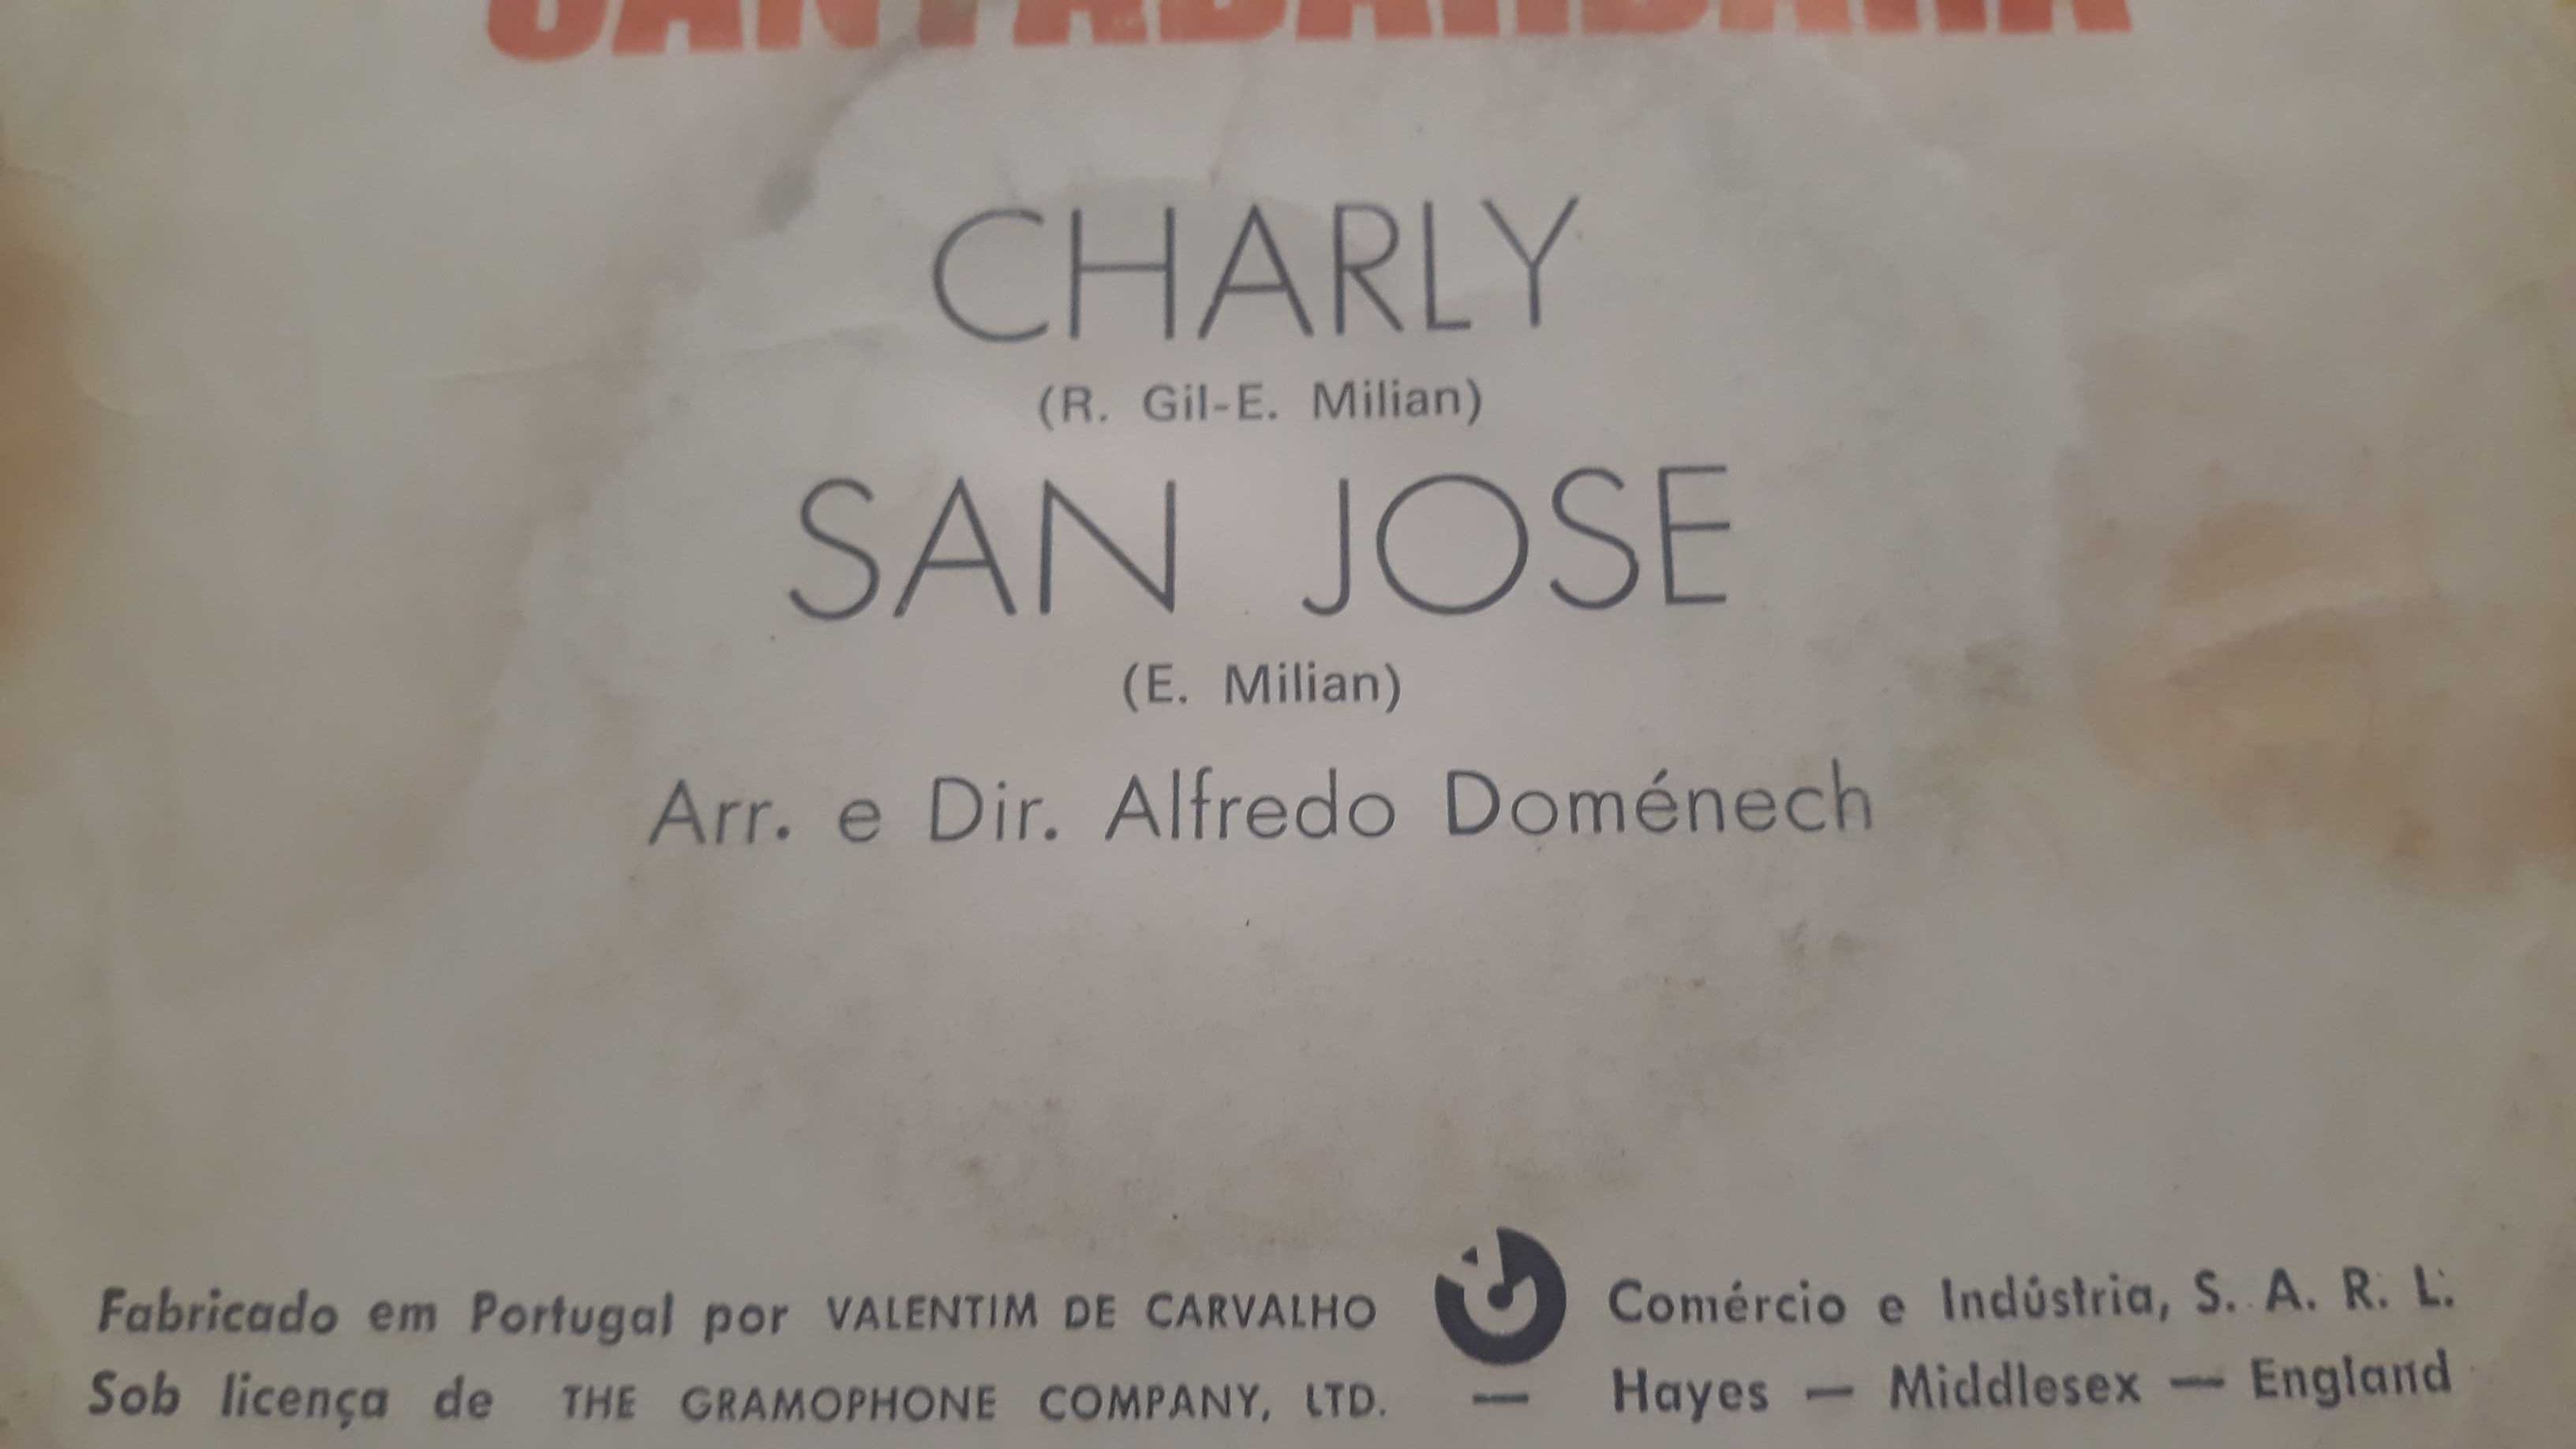 SANTABARBARA
CHARLY
(R. Gil-E. Milian)
SAN JOSE
(E. Milian)
Arr. e Dir. Alfredo Doménech
Fabricado em Portugal por VALENTIM DE CARVALHO Comércio e Indústria, S. A. R. L.
Sob licença de THE GRAMOPHONE COMPANY, LTD. — Hayes — Middlesex — England